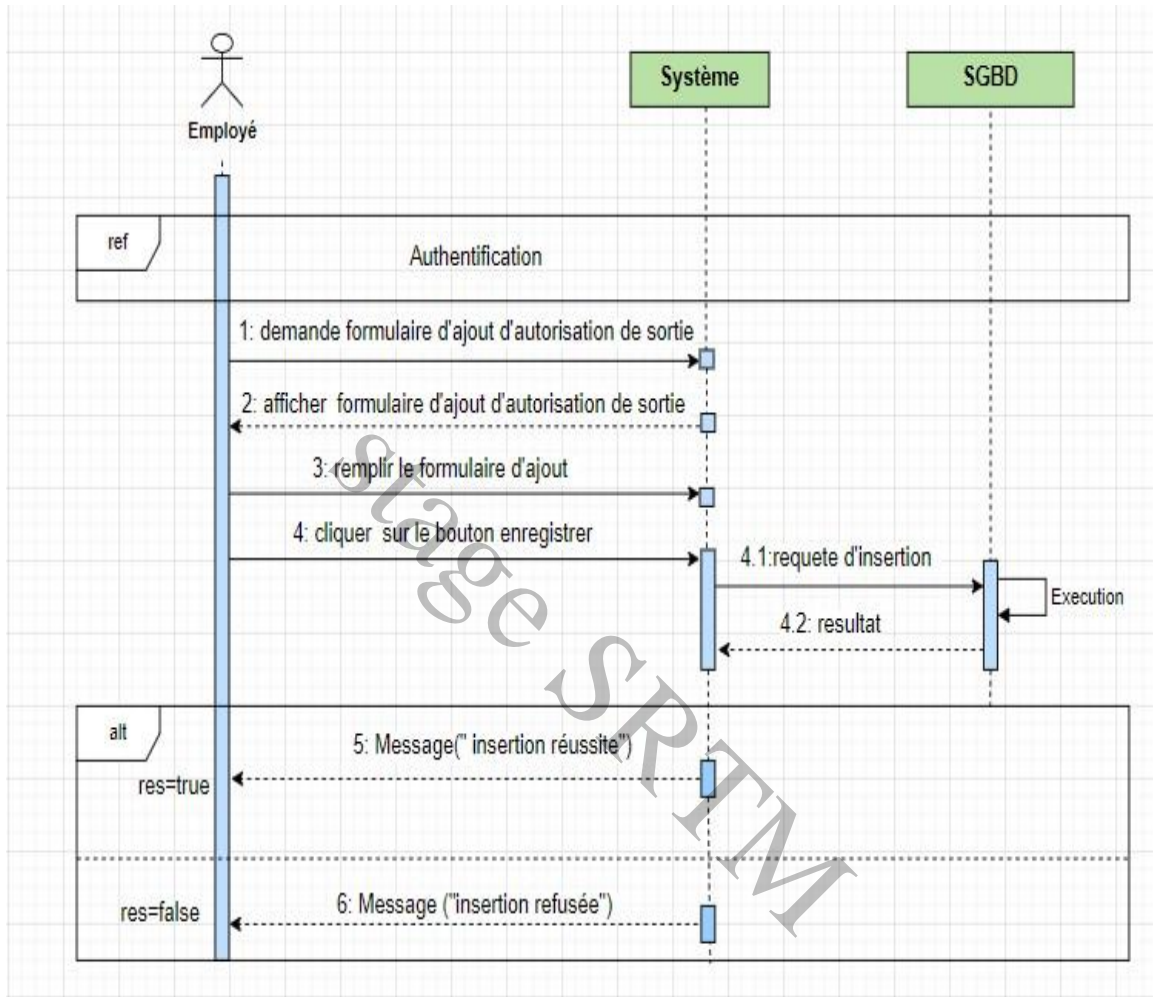 Système
SGBD
Employé
ref
Authentification
1: demande formulaire d'ajout d'autorisation de sortie
2: afficher formulaire d'ajout d'autorisation de sortie
3: remplir le formulaire d'ajout
4: cliquer sur le bouton enregistrer
4.1:requete d'insertion
Execution
4.2: resultat
alt
5: Message(" insertion réussite")
res=true
6: Message ("insertion refusée")
res=false
stage SRTM